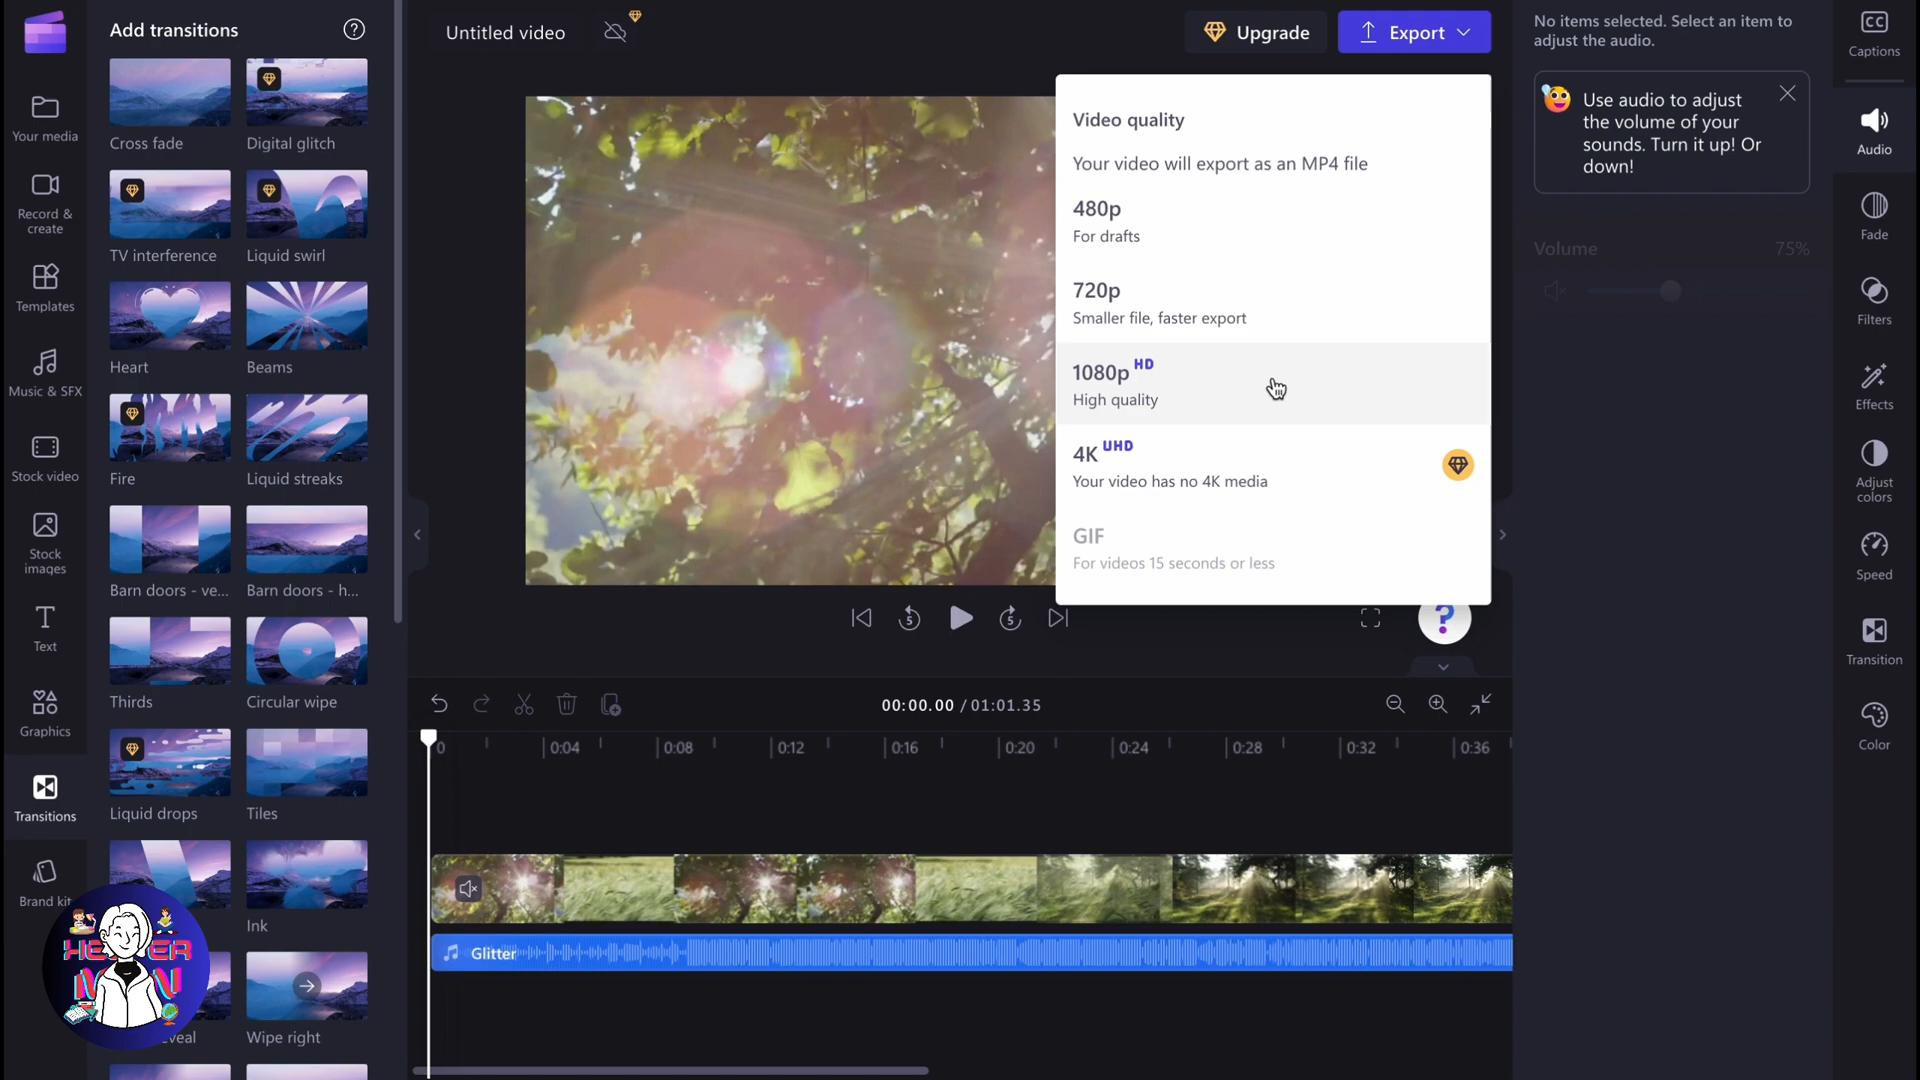 Add transitions
Cross fade
Digital glitch
TV interference
Liquid swirl
Heart
Beams
Fire
Liquid streaks
Barn doors - ve...
Barn doors - h...
Thirds
Circular wipe
Liquid drops
Tiles
Ink
Wipe right
Your media
Record &
create
Templates
Music & SFX
Stock video
Stock
images
Text
Graphics
Transitions
Brand kit
Untitled video
Upgrade
Export
Video quality
Your video will export as an MP4 file
480p
For drafts
720p
Smaller file, faster export
1080p HD
High quality
4K UHD
Your video has no 4K media
GIF
For videos 15 seconds or less
?
5
5
00:00.00 / 01:01.35
0
0:04
0:08
0:12
0:16
0:20
0:24
0:28
0:32
0:36
Glitter
No items selected. Select an item to
adjust the audio.
Use audio to adjust
the volume of your
sounds. Turn it up! Or
down!
Volume 75%
CC
Captions
Audio
Fade
Filters
Effects
Adjust
colors
Speed
Transition
Color